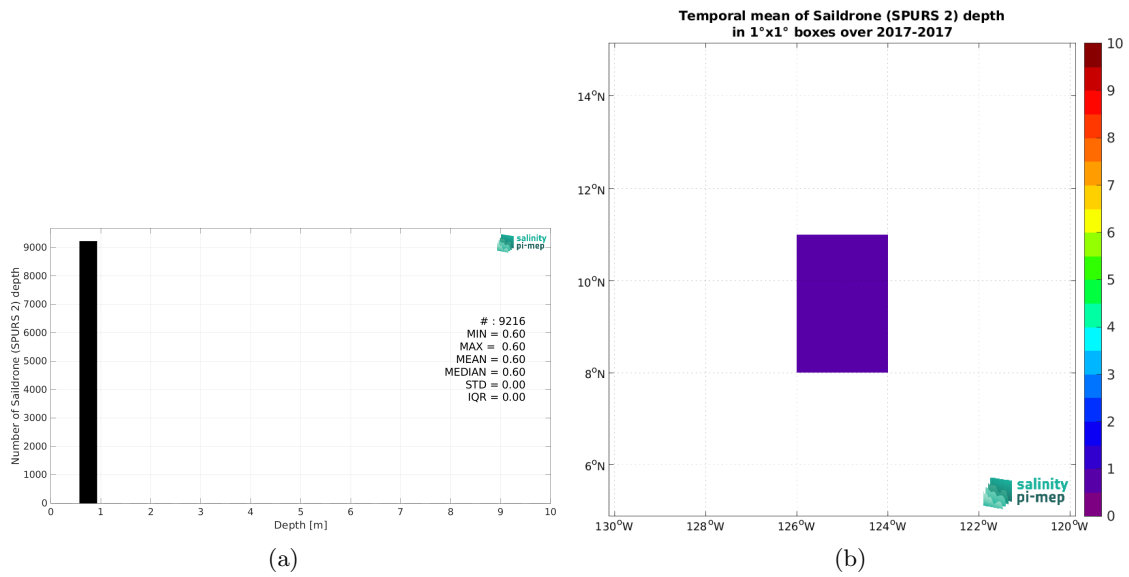 Number of Saildrone (SPURS 2) depth
9000
8000
7000
6000
5000
4000
3000
2000
1000
0
0 1 2 3 4 5 6 7 8 9 10
Depth [m]
salinity
pi-mep
# : 9216
MIN = 0.60
MAX = 0.60
MEAN = 0.60
MEDIAN = 0.60
STD = 0.00
IQR = 0.00
(a)
Temporal mean of Saildrone (SPURS 2) depth
in 1°x1° boxes over 2017-2017
14°N
12°N
10°N
8°N
6°N
130°W 128°W 126°W 124°W 122°W 120°W
salinity
pi-mep
10
9
8
7
6
5
4
3
2
1
0
(b)